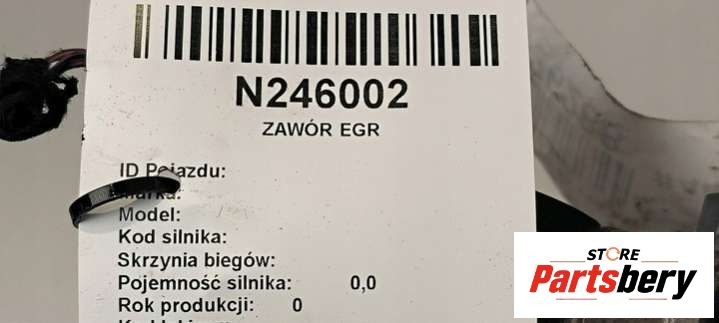 N246002
ZAWÓR EGR
ID Pojazdu:
Marka:
Model:
Kod silnika:
Skrzynia biegów:
Pojemność silnika: 0,0
Rok produkcji: 0
STORE
Partsbery